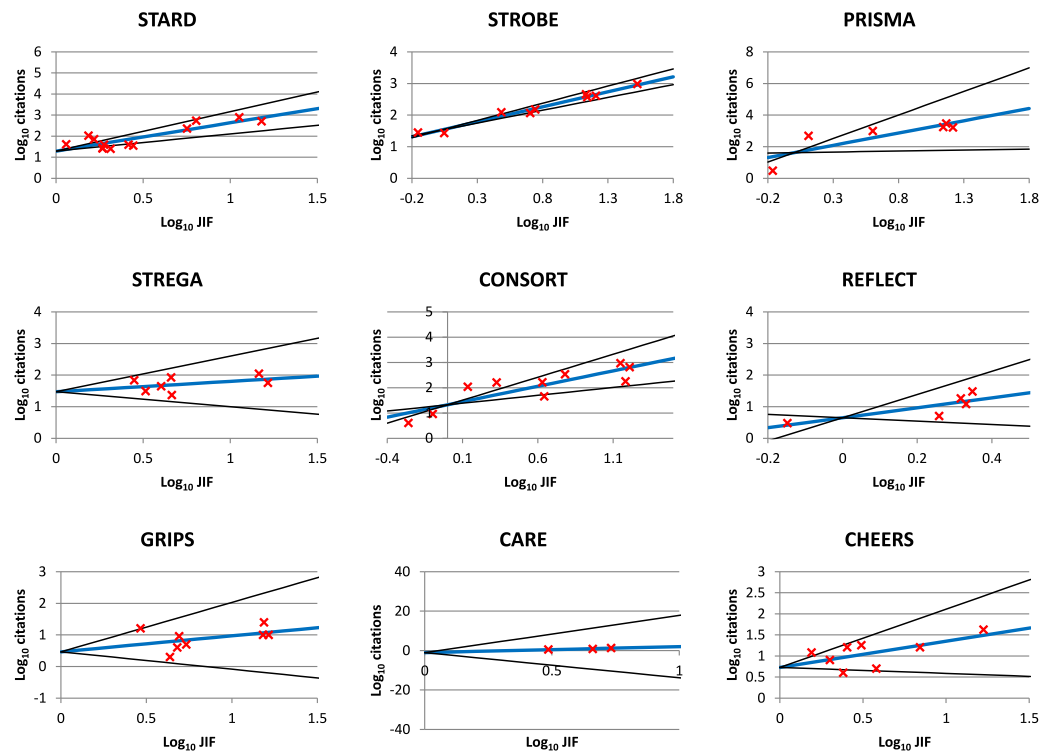 STARD
STROBE
PRISMA
Log₁₀ citations
6
5
4
3
2
1
0
0 0.5 1 1.5
Log₁₀ JIF
Log₁₀ citations
4
3
2
1
0
-0.2 0.3 0.8 1.3 1.8
Log₁₀ JIF
Log₁₀ citations
8
6
4
2
0
-0.2 0.3 0.8 1.3 1.8
Log₁₀ JIF
STREGA
CONSORT
REFLECT
Log₁₀ citations
4
3
2
1
0
0 0.5 1 1.5
Log₁₀ JIF
Log₁₀ citations
5
4
3
2
1
0
-0.4 0.1 0.6 1.1
Log₁₀ JIF
Log₁₀ citations
4
3
2
1
0
-0.2 0 0.2 0.4
Log₁₀ JIF
GRIPS
CARE
CHEERS
Log₁₀ citations
3
2
1
0
-1
0 0.5 1 1.5
Log₁₀ JIF
Log₁₀ citations
40
20
0
-20
-40
0 0.5 1
Log₁₀ JIF
Log₁₀ citations
3
2.5
2
1.5
1
0.5
0
0 0.5 1 1.5
Log₁₀ JIF